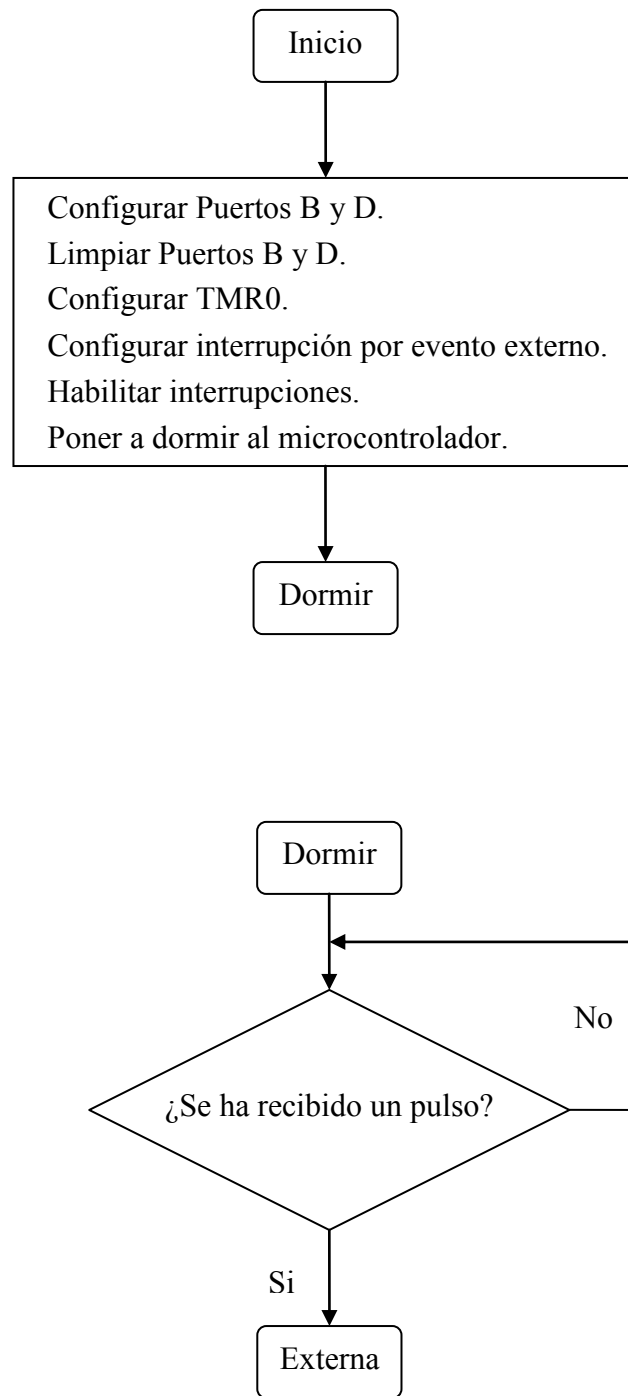 Inicio
Configurar Puertos B y D.
Limpiar Puertos B y D.
Configurar TMR0.
Configurar interrupción por evento externo.
Habilitar interrupciones.
Poner a dormir al microcontrolador.
Dormir
Dormir
No
¿Se ha recibido un pulso?
Si
Externa